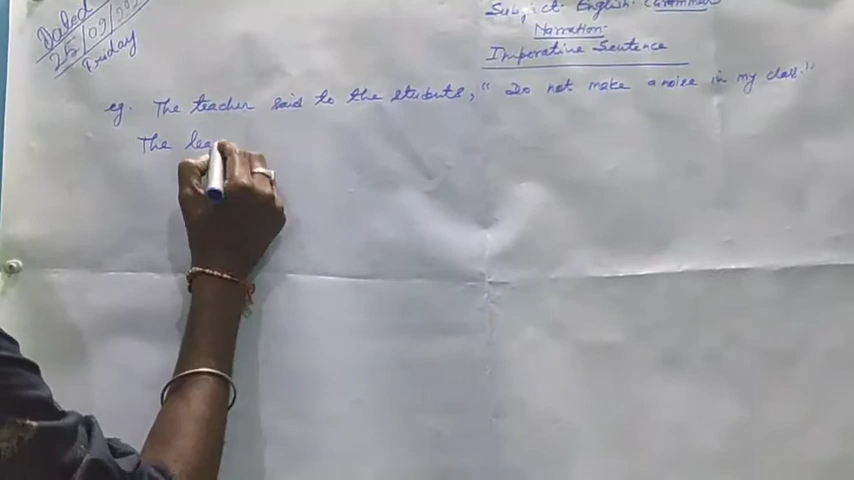 Dated
25/09/202
Friday
Subject- English Grammar
Narration-
Imperative Sentence
eg. The teacher said to the students, "Do not make a noise in my class."
The tea